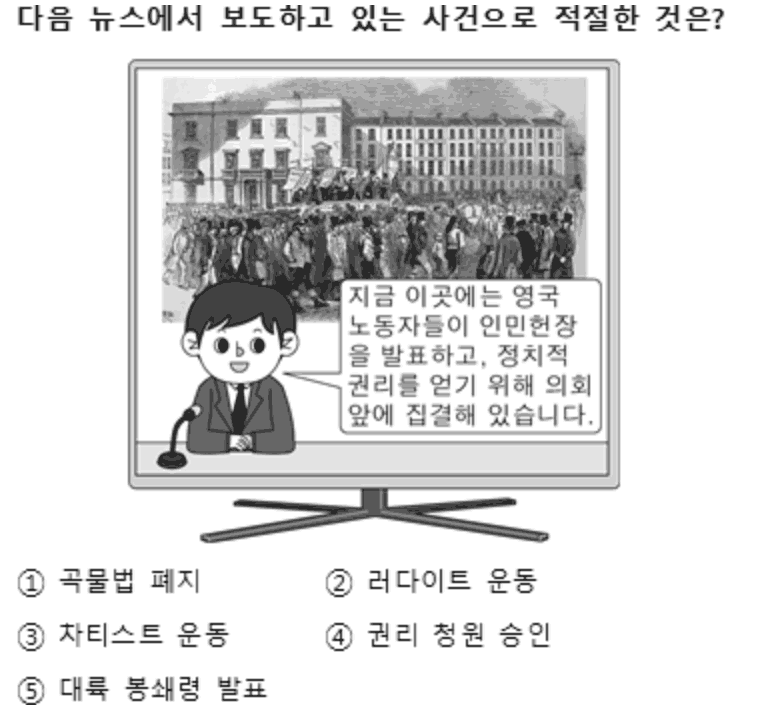 다음 뉴스에서 보도하고 있는 사건으로 적절한 것은?
지금 이곳에는 영국
노동자들이 인민헌장
을 발표하고, 정치적
권리를 얻기 위해 의회
앞에 집결해 있습니다.
① 곡물법 폐지 ② 러다이트 운동
③ 차티스트 운동 ④ 권리 청원 승인
⑤ 대륙 봉쇄령 발표